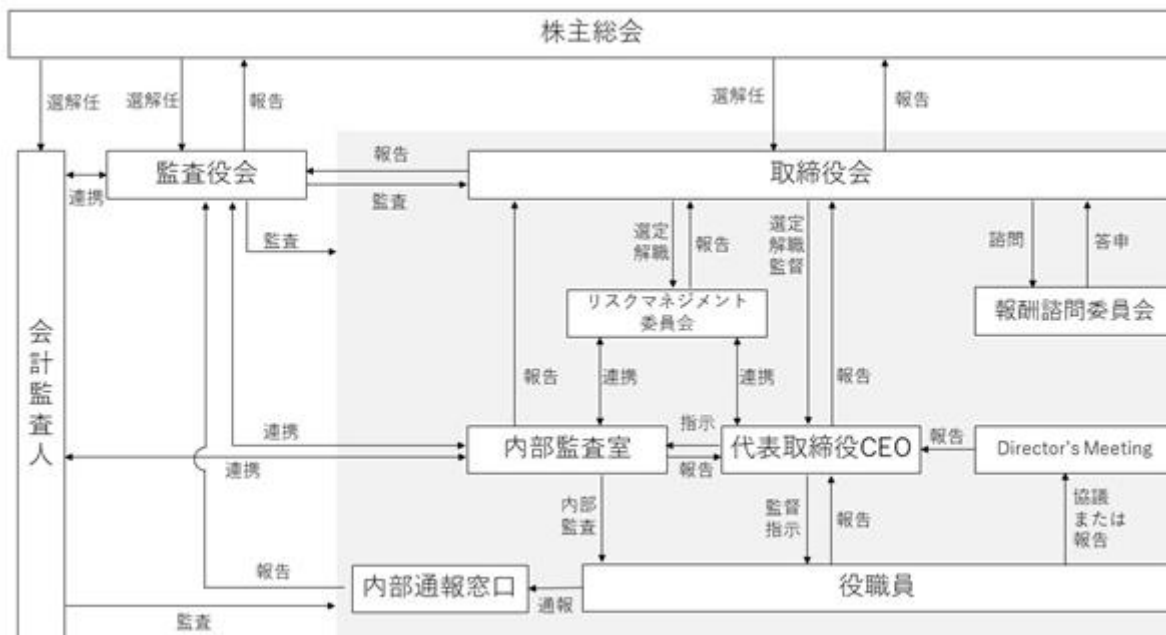 株主総会
選解任
選解任
報告
選解任
報告
監査役会
報告
監査
取締役会
連携
監査
選定
解職
報告
選定
解職
監督
諮問
答申
リスクマネジメント
委員会
報酬諮問委員会
会計監査人
報告
連携
連携
報告
連携
連携
内部監査室
指示
報告
代表取締役CEO
報告
Director's Meeting
内部
監査
監督
指示
報告
協議
または
報告
報告
内部通報窓口
通報
役職員
監査